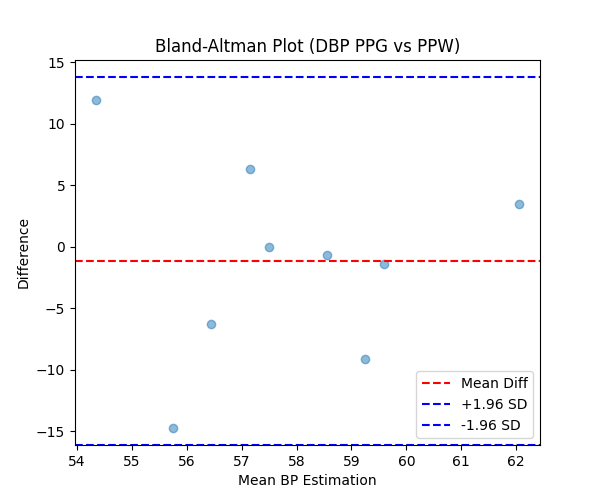 Bland-Altman Plot (DBP PPG vs PPW)
15
10
5
0
−5
−10
−15
Difference
Mean Diff
+1.96 SD
-1.96 SD
54 55 56 57 58 59 60 61 62
Mean BP Estimation